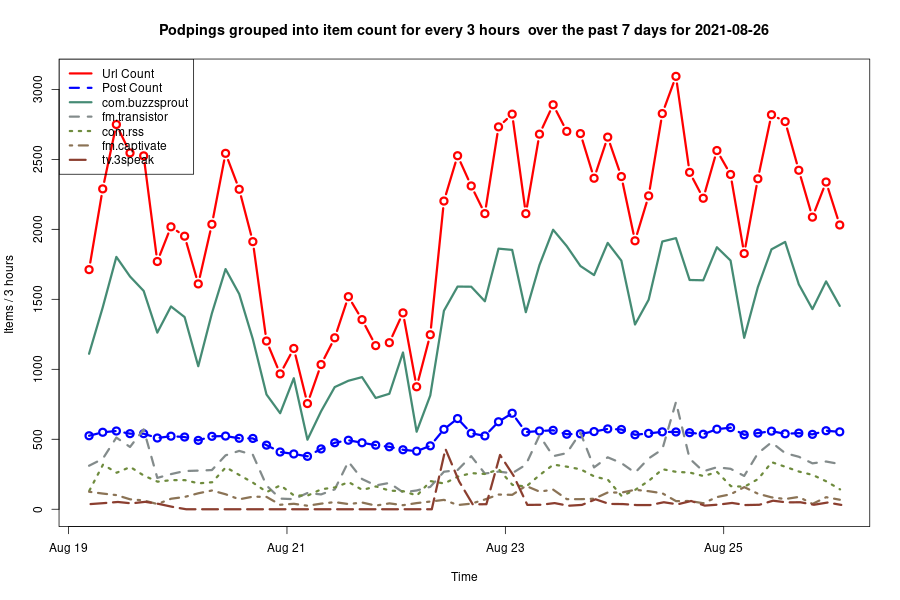 Podpings grouped into item count for every 3 hours  over the past 7 days for 2021-08-26
Url Count
Post Count
com.buzzsprout
fm.transistor
com.rss
fm.captivate
tv.3speak
Items / 3 hours
3000
2500
2000
1500
1000
500
0
Aug 19
Aug 21
Aug 23
Aug 25
Time